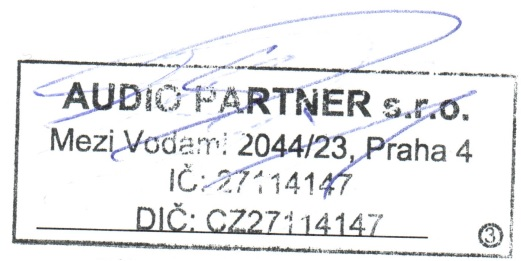 AUDIO PARTNER s.r.o.
Mezi Vodami 2044/23, Praha 4
IČ: 27114147
DIČ: CZ27114147
3